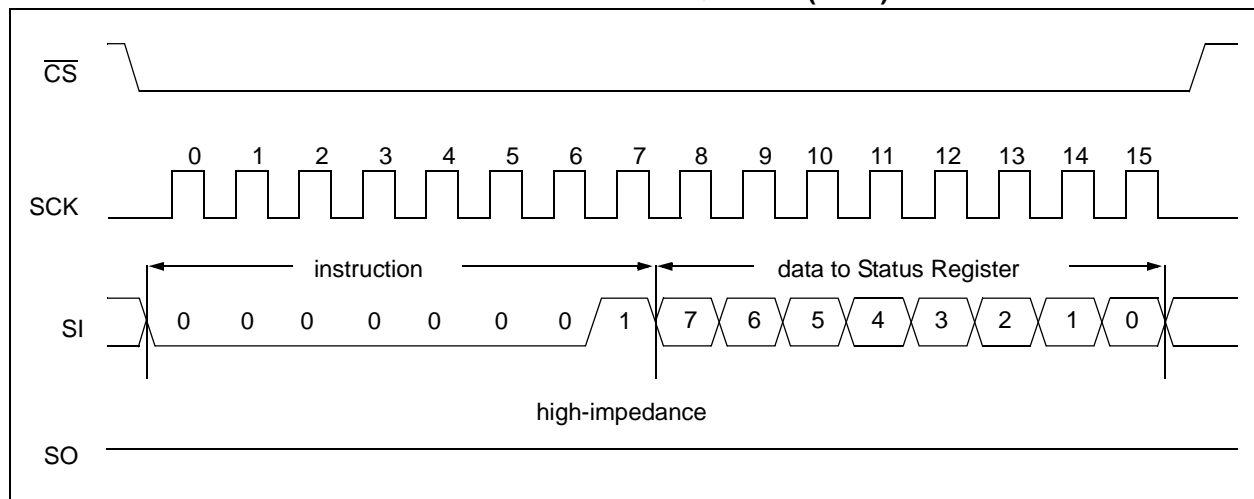 CS
0 1 2 3 4 5 6 7 8 9 10 11 12 13 14 15
SCK
instruction data to Status Register
SI 0 0 0 0 0 0 0 1 7 6 5 4 3 2 1 0
high-impedance
SO